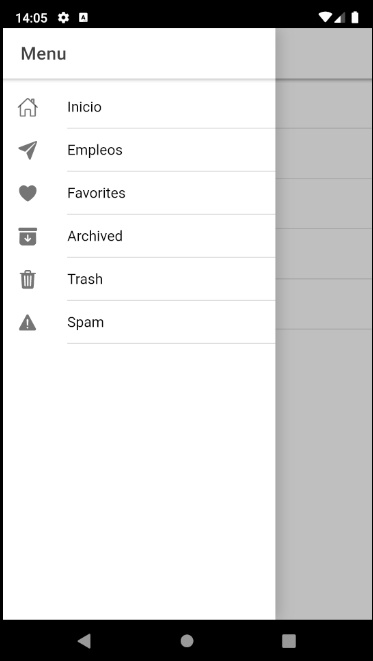 14:05
Menu
Inicio
Empleos
Favorites
Archived
Trash
Spam